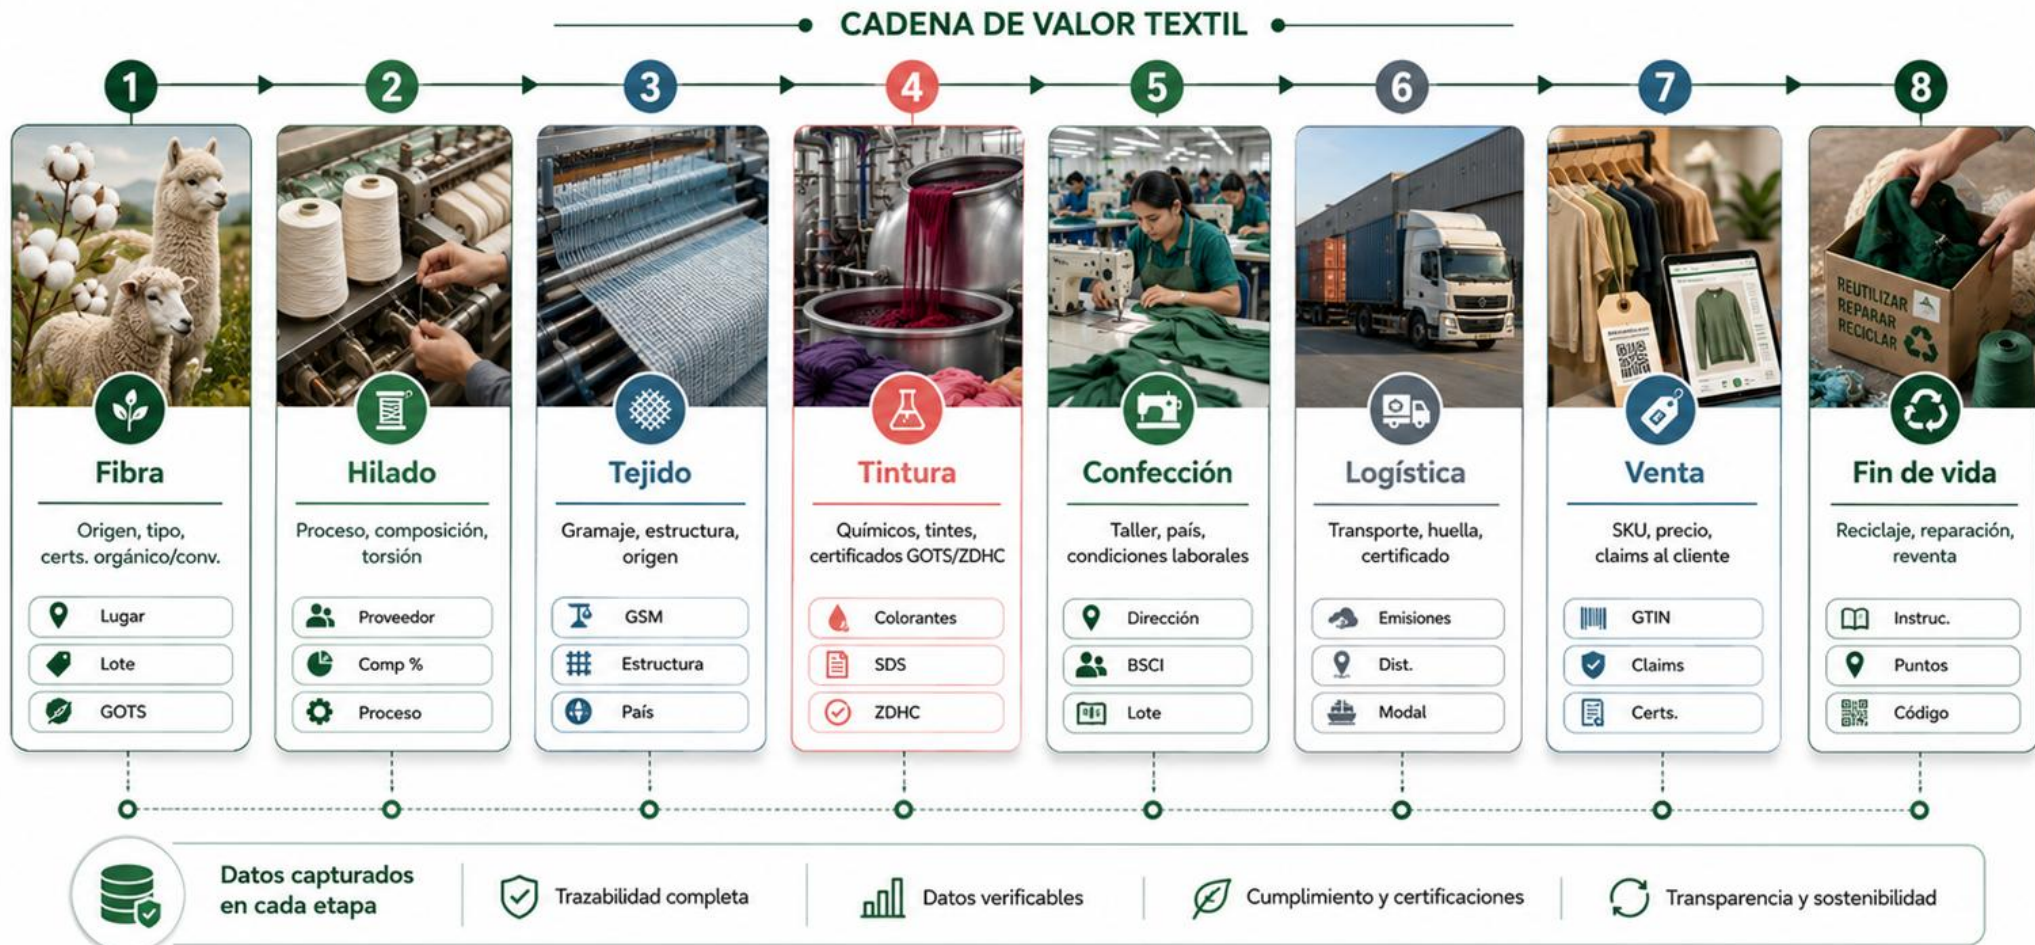 CADENA DE VALOR TEXTIL
1
2
3
4
5
6
7
8
REUTILIZAR
REPARAR
RECICLAR
Fibra
Origen, tipo,
certs. orgánico/conv.
Lugar
Lote
GOTS
Hilado
Proceso, composición,
torsión
Proveedor
Comp %
Proceso
Tejido
Gramaje, estructura,
origen
GSM
Estructura
País
Tintura
Químicos, tintes,
certificados GOTS/ZDHC
Colorantes
SDS
ZDHC
Confección
Taller, país,
condiciones laborales
Dirección
BSCI
Lote
Logística
Transporte, huella,
certificado
Emisiones
Dist.
Modal
Venta
SKU, precio,
claims al cliente
GTIN
Claims
Certs.
Fin de vida
Reciclaje, reparación,
reventa
Instruc.
Puntos
Código
Datos capturados
en cada etapa
Trazabilidad completa
Datos verificables
Cumplimiento y certificaciones
Transparencia y sostenibilidad